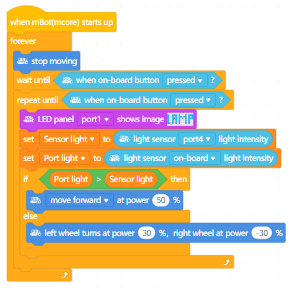 when mBot(mcore) starts up
forever
stop moving
wait until when on-board button pressed ?
repeat until when on-board button pressed ?
LED panel port1 shows image LAMP
set Sensor light to light sensor port4 light intensity
set Port light to light sensor on-board light intensity
if Port light > Sensor light then
move forward at power 50 %
else
left wheel turns at power 30 %, right wheel at power -30 %